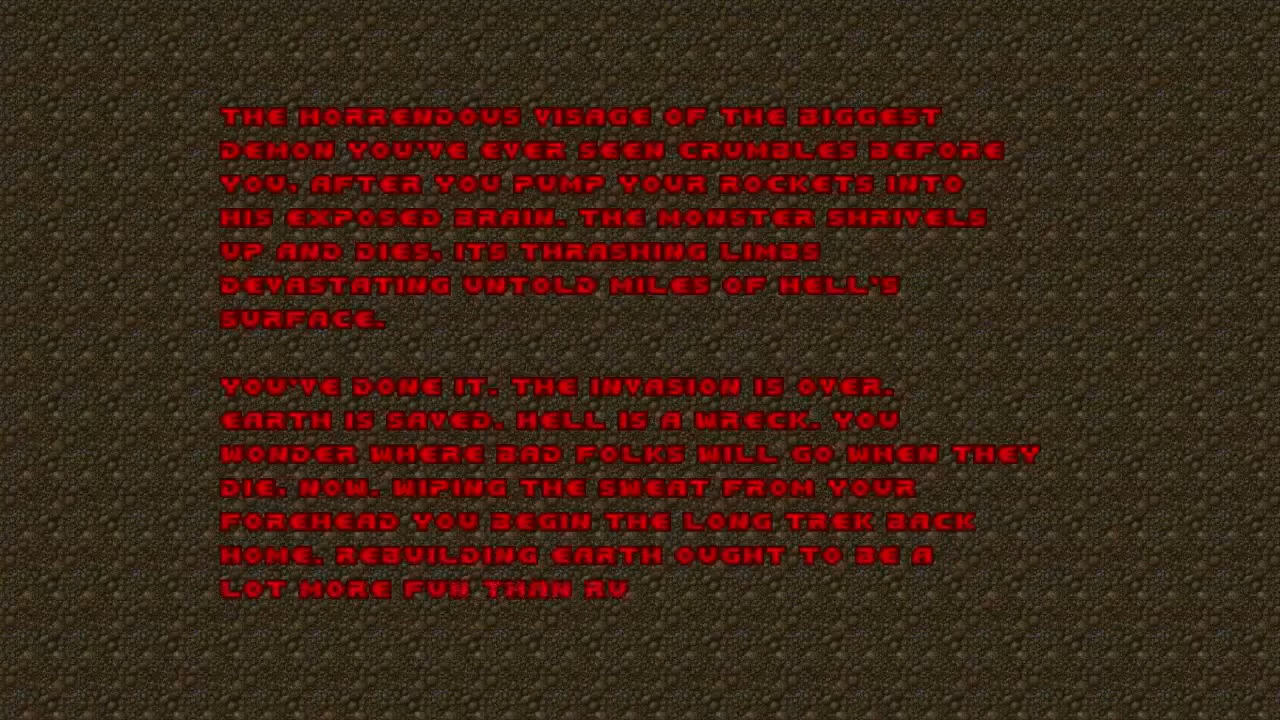 THE HORRENDOUS VISAGE OF THE BIGGEST
DEMON YOU'VE EVER SEEN CRUMBLES BEFORE
YOU, AFTER YOU PUMP YOUR ROCKETS INTO
HIS EXPOSED BRAIN. THE MONSTER SHRIVELS
UP AND DIES, ITS THRASHING LIMBS
DEVASTATING UNTOLD MILES OF HELL'S
SURFACE.

YOU'VE DONE IT. THE INVASION IS OVER.
EARTH IS SAVED. HELL IS A WRECK. YOU
WONDER WHERE BAD FOLKS WILL GO WHEN THEY
DIE, NOW. WIPING THE SWEAT FROM YOUR
FOREHEAD YOU BEGIN THE LONG TREK BACK
HOME. REBUILDING EARTH OUGHT TO BE A
LOT MORE FUN THAN RU